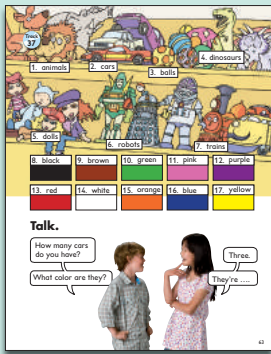 Track
37
1. animals
2. cars
3. balls
4. dinosaurs
5. dolls
6. robots
7. trains
8. black
9. brown
10. green
11. pink
12. purple
13. red
14. white
15. orange
16. blue
17. yellow
Talk.
How many cars
do you have?
Three.
What color are they?
They're ....
63